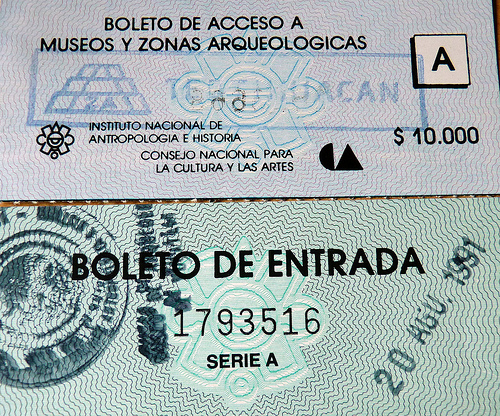 BOLETO DE ACCESO A
MUSEOS Y ZONAS ARQUEOLOGICAS
A
INSTITUTO NACIONAL DE
ANTROPOLOGIA E HISTORIA
$ 10.000
CONSEJO NACIONAL PARA
LA CULTURA Y LAS ARTES
BOLETO DE ENTRADA
1793516
SERIE A
20 AGO. 1991